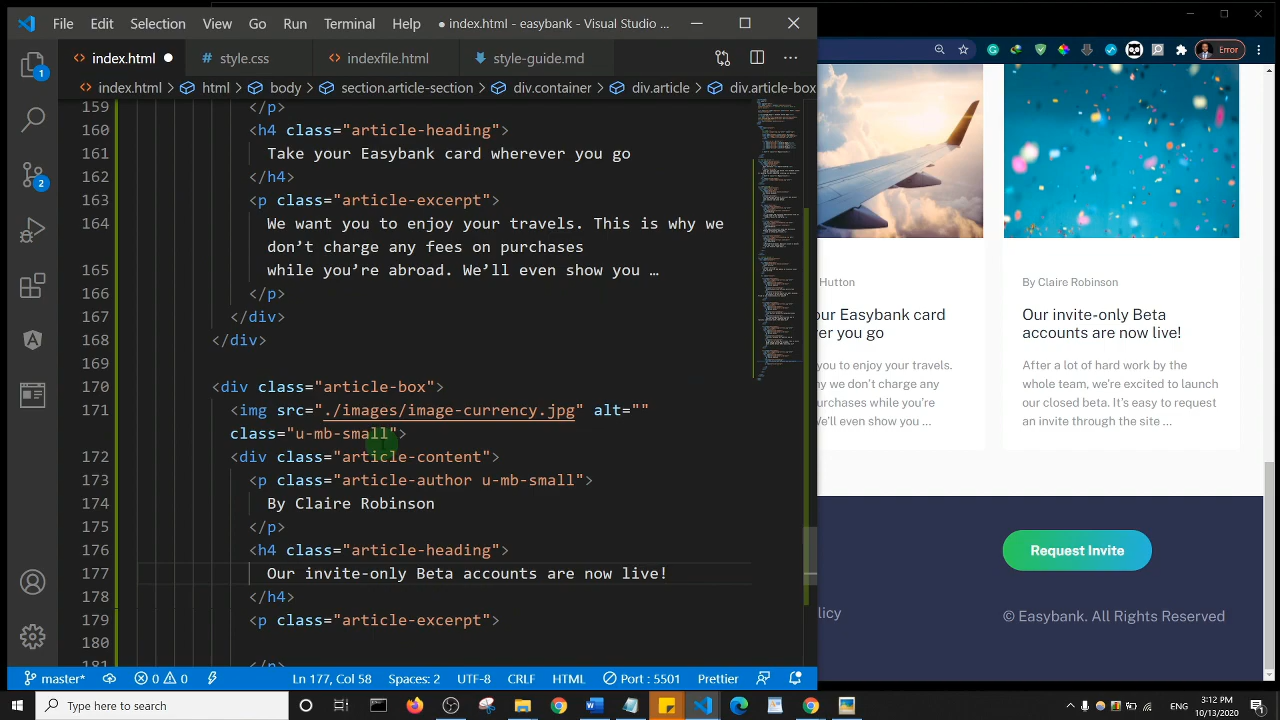 File Edit Selection View Go Run Terminal Help ● index.html - easybank - Visual Studio ...
Error
index.html ● # style.css indexfile.html style-guide.md
index.html > html > body > section.article-section > div.container > div.article > div.article-box
159 </p>
160 <h4 class="article-heading">
161 Take your Easybank card wherever you go
162 </h4>
163 <p class="article-excerpt">
164 We want you to enjoy your travels. This is why we
don't charge any fees on purchases
165 while you're abroad. We'll even show you …
166 </p>
167 </div>
168 </div>
169
170 <div class="article-box">
171 <img src="./images/image-currency.jpg" alt=""
class="u-mb-small">
172 <div class="article-content">
173 <p class="article-author u-mb-small">
174 By Claire Robinson
175 </p>
176 <h4 class="article-heading">
177 Our invite-only Beta accounts are now live!
178 </h4>
179 <p class="article-excerpt">
180
181 </p>
Hutton
our Easybank card
er you go
you to enjoy your travels.
hy we don't charge any
urchases while you're
We'll even show you ...
By Claire Robinson
Our invite-only Beta
accounts are now live!
After a lot of hard work by the
whole team, we're excited to launch
our closed beta. It's easy to request
an invite through the site ...
Request Invite
olicy
© Easybank. All Rights Reserved
1
2
master* 0 0 Ln 177, Col 58 Spaces: 2 UTF-8 CRLF HTML Port : 5501 Prettier
Type here to search
ENG
3:12 PM
10/13/2020
1